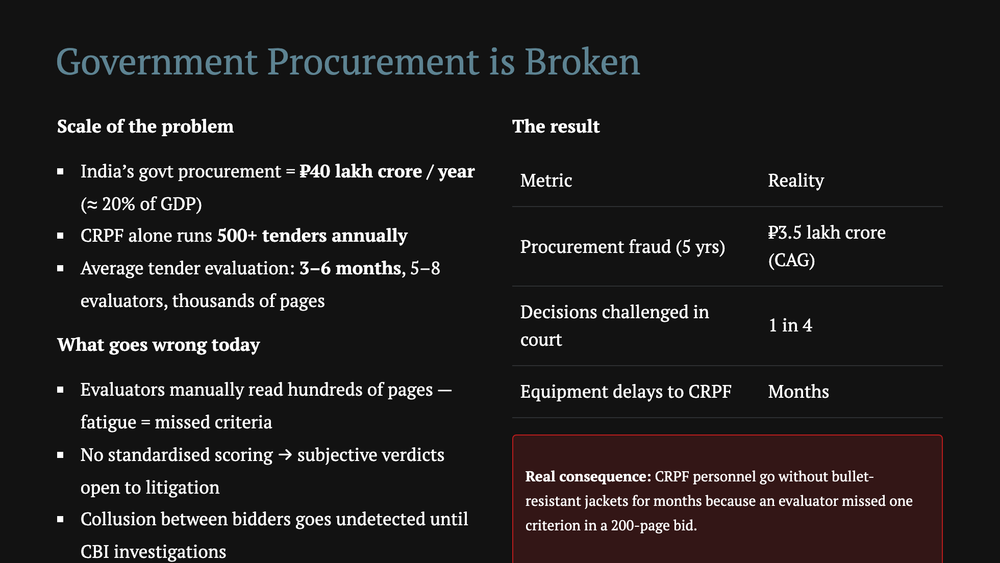 Government Procurement is Broken
Scale of the problem
▪ India’s govt procurement = ₽40 lakh crore / year
(≈ 20% of GDP)
▪ CRPF alone runs 500+ tenders annually
▪ Average tender evaluation: 3–6 months, 5–8
evaluators, thousands of pages
What goes wrong today
▪ Evaluators manually read hundreds of pages —
fatigue = missed criteria
▪ No standardised scoring → subjective verdicts
open to litigation
▪ Collusion between bidders goes undetected until
CBI investigations
The result
Metric Reality
Procurement fraud (5 yrs) ₽3.5 lakh crore
(CAG)
Decisions challenged in
court 1 in 4
Equipment delays to CRPF Months
Real consequence: CRPF personnel go without bullet-
resistant jackets for months because an evaluator missed one
criterion in a 200-page bid.